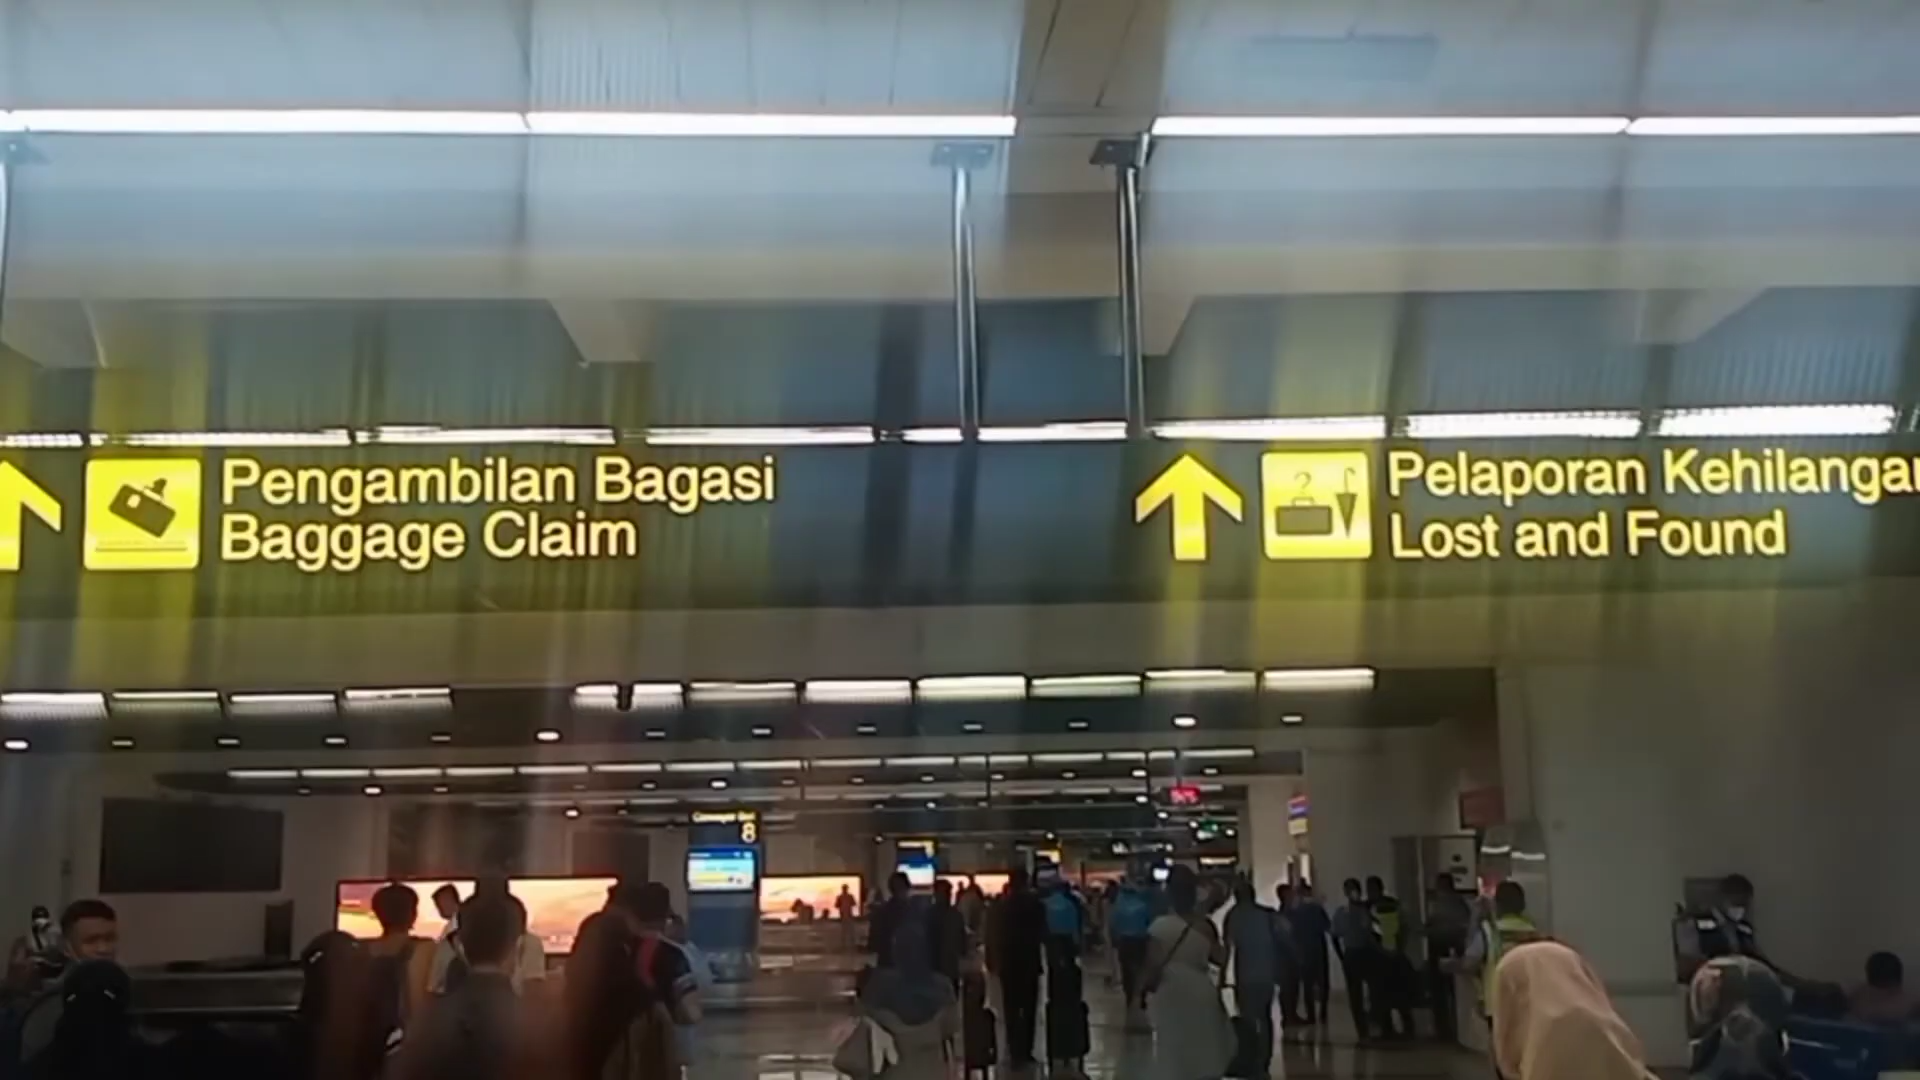 Pengambilan Bagasi
Baggage Claim
Pelaporan Kehilangan
Lost and Found
8